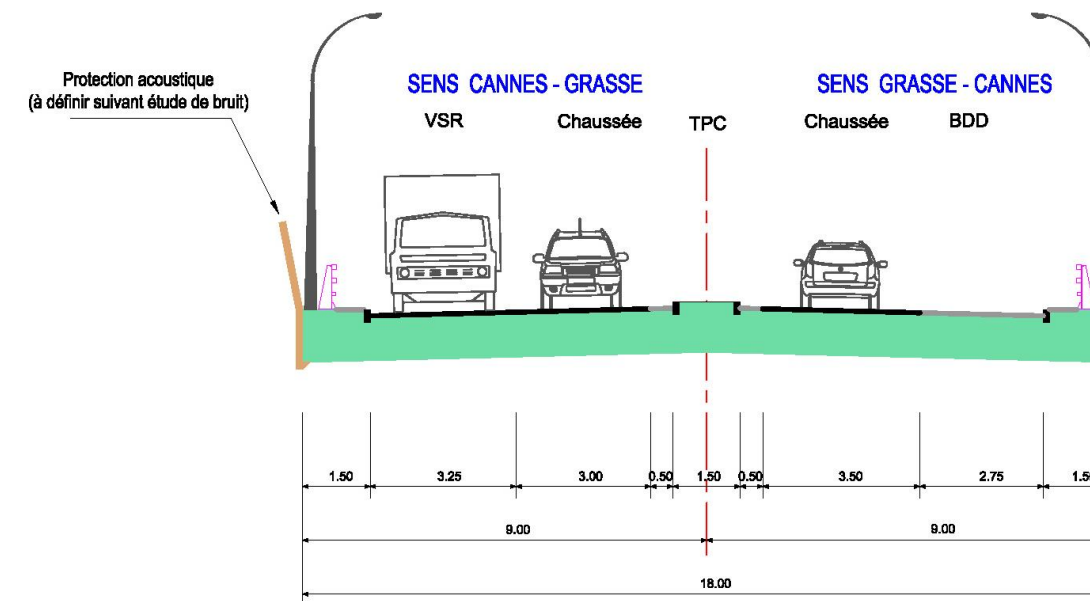 Protection acoustique
(à définir suivant étude de bruit)
SENS CANNES - GRASSE
SENS GRASSE - CANNES
VSR
Chaussée
TPC
Chaussée
BDD
1.50
3.25
3.00
0.50
1.50
0.50
3.50
2.75
9.00
9.00
18.00